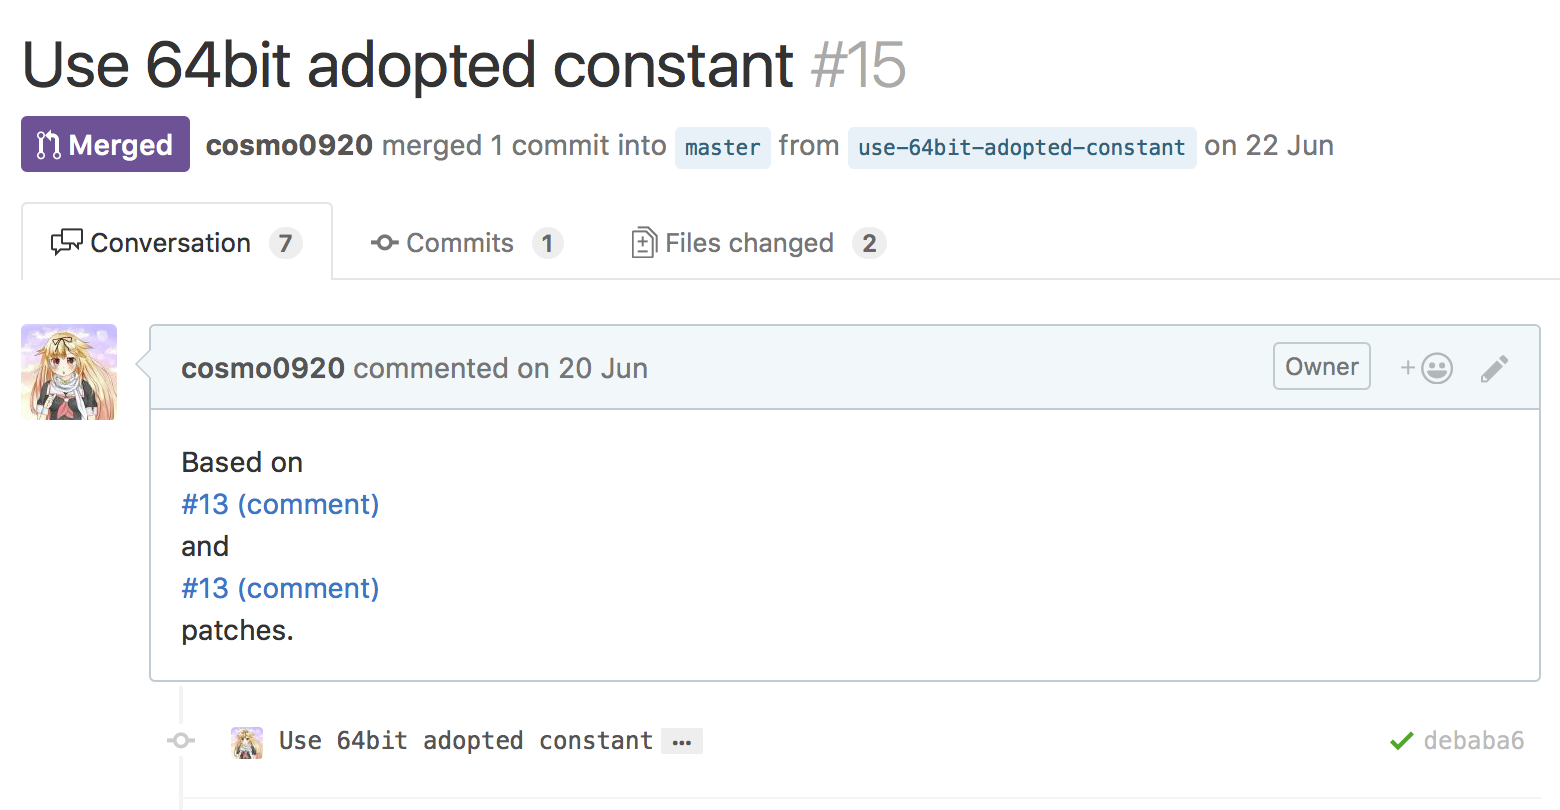 Use 64bit adopted constant #15
Merged cosmo0920 merged 1 commit into master from use-64bit-adopted-constant on 22 Jun
Conversation 7 Commits 1 Files changed 2
cosmo0920 commented on 20 Jun Owner +
Based on
#13 (comment)
and
#13 (comment)
patches.
Use 64bit adopted constant … debaba6